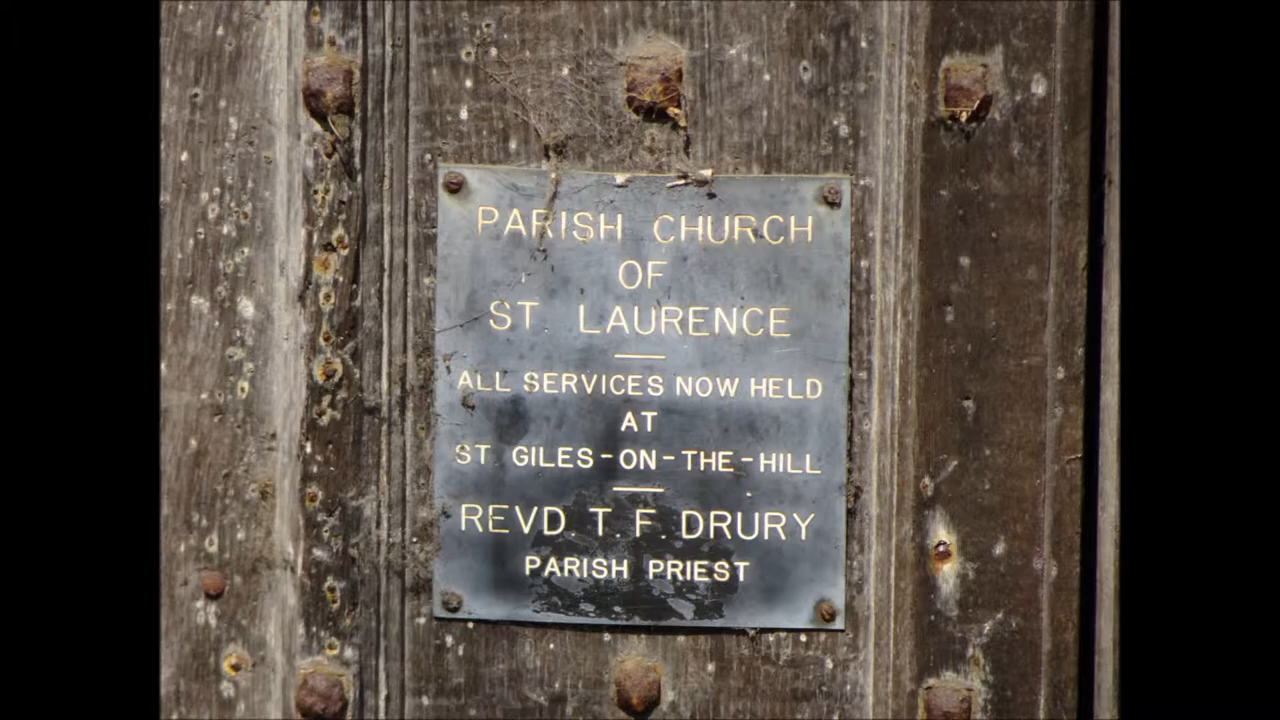 PARISH CHURCH
OF
ST LAURENCE
ALL SERVICES NOW HELD
AT
ST GILES-ON-THE-HILL
REVD T. F. DRURY
PARISH PRIEST